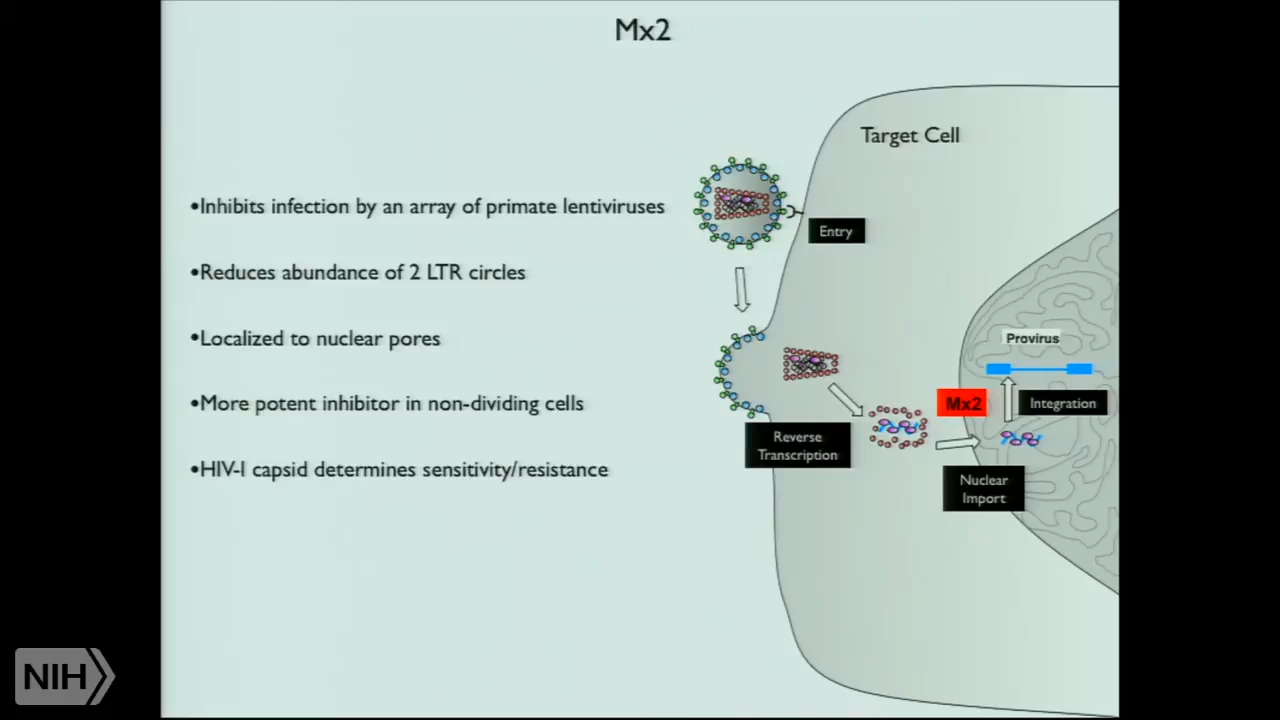 Mx2
Target Cell
•Inhibits infection by an array of primate lentiviruses
Entry
•Reduces abundance of 2 LTR circles
•Localized to nuclear pores
Provirus
•More potent inhibitor in non-dividing cells
Mx2
Integration
Reverse
Transcription
•HIV-1 capsid determines sensitivity/resistance
Nuclear
Import
NIH